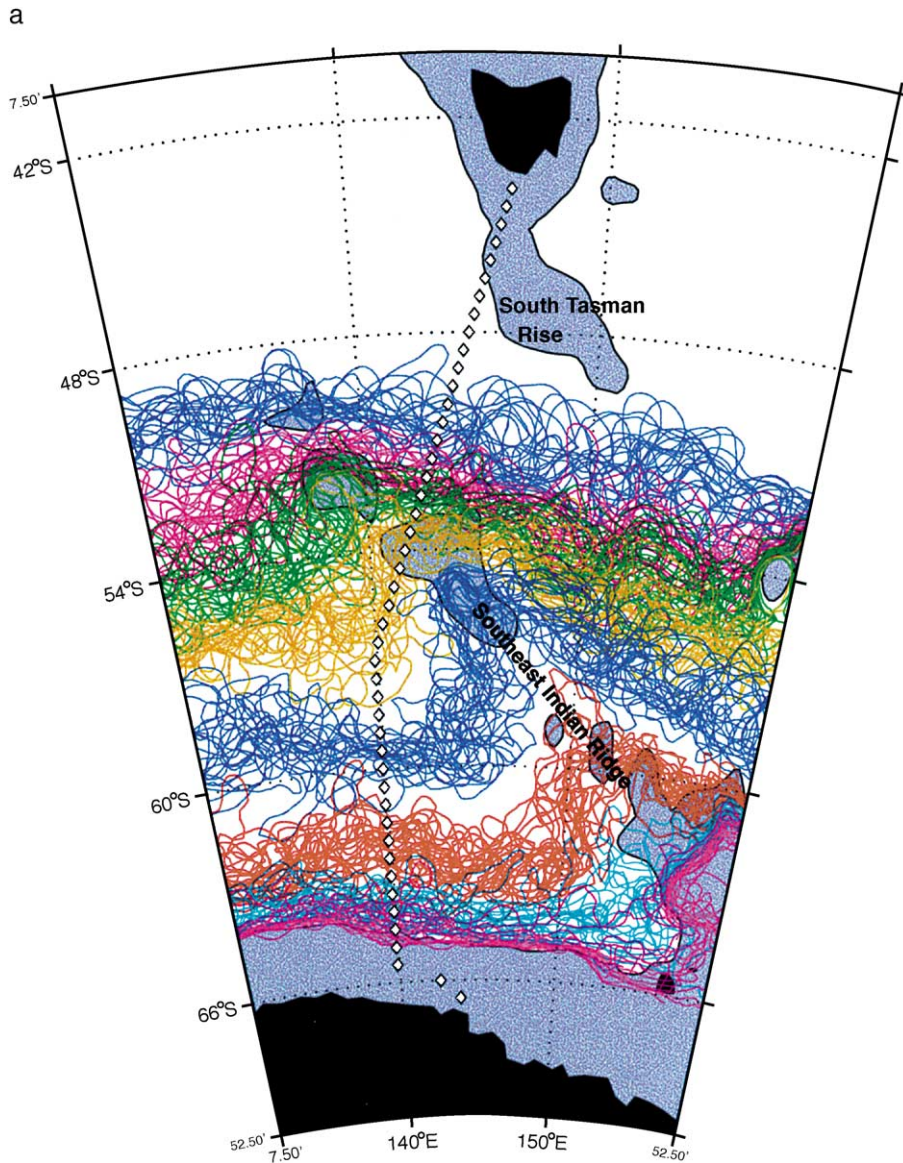 a
7.50'
42°S
South Tasman
Rise
48°S
54°S
Southeast Indian Ridge
60°S
66°S
52.50'
7.50'
140°E
150°E
52.50'